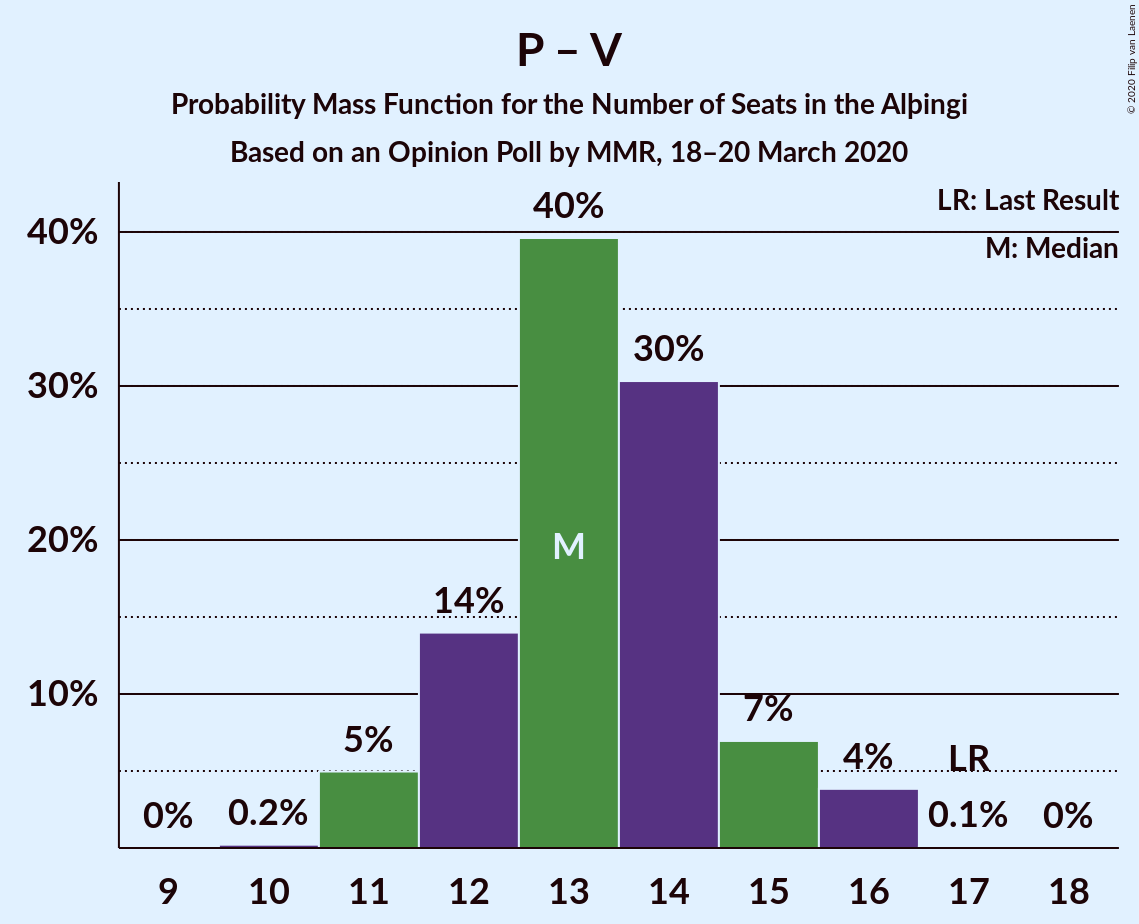 P – V
Probability Mass Function for the Number of Seats in the Alþingi
Based on an Opinion Poll by MMR, 18–20 March 2020
© 2020 Filip van Laenen
LR: Last Result
M: Median
40%
30%
20%
10%
0%
0.2%
5%
14%
40%
M
30%
7%
4%
LR
0.1%
0%
9 10 11 12 13 14 15 16 17 18